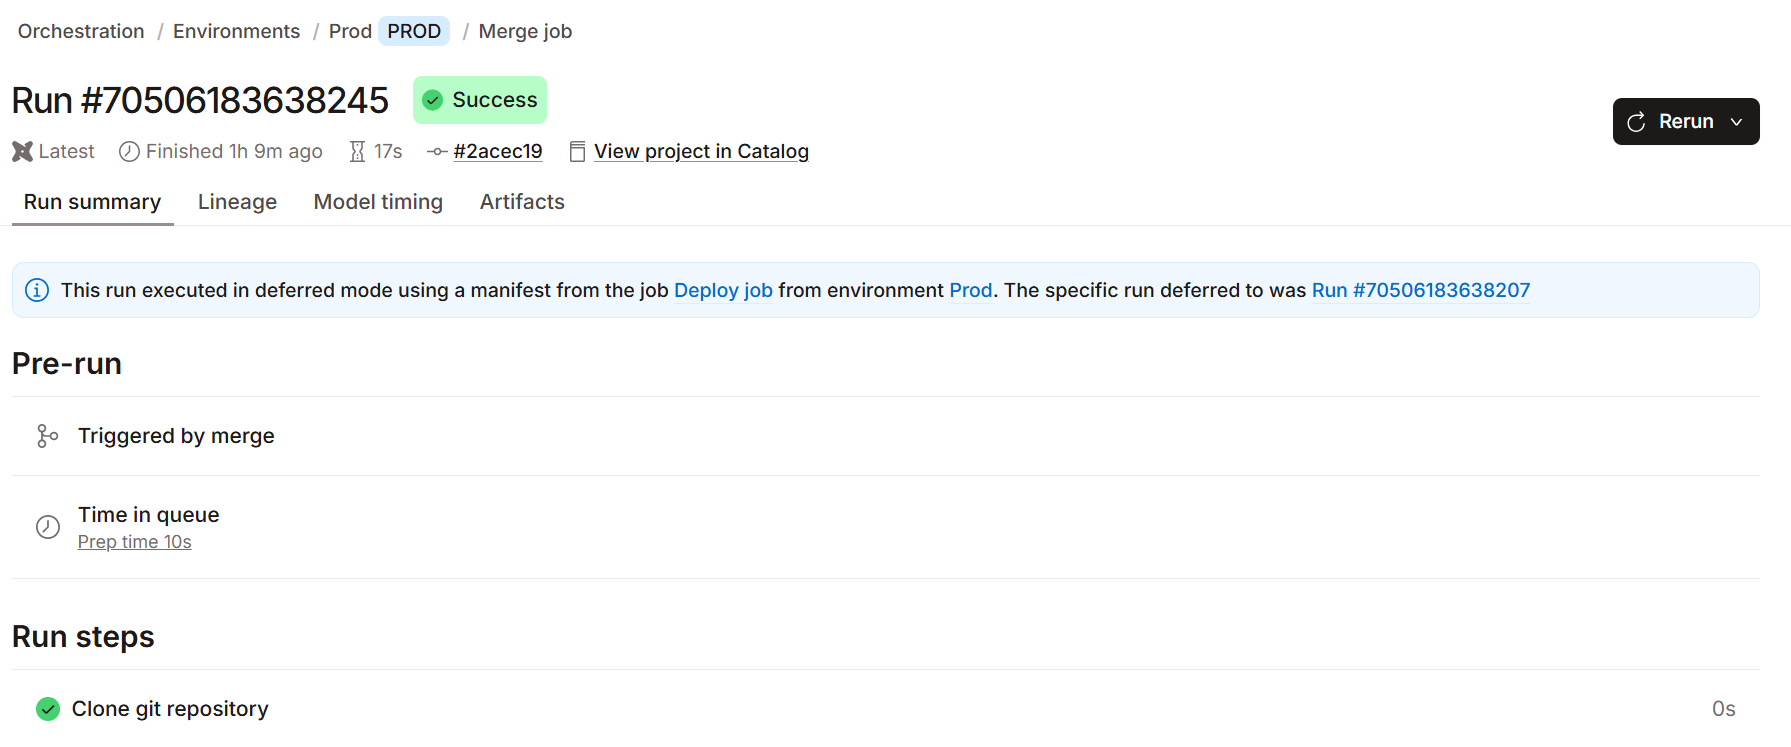 Orchestration / Environments / Prod PROD / Merge job
Run #70506183638245 Success
Rerun
Latest Finished 1h 9m ago 17s #2acec19 View project in Catalog
Run summary Lineage Model timing Artifacts
This run executed in deferred mode using a manifest from the job Deploy job from environment Prod. The specific run deferred to was Run #70506183638207
Pre-run
Triggered by merge
Time in queue
Prep time 10s
Run steps
Clone git repository 0s